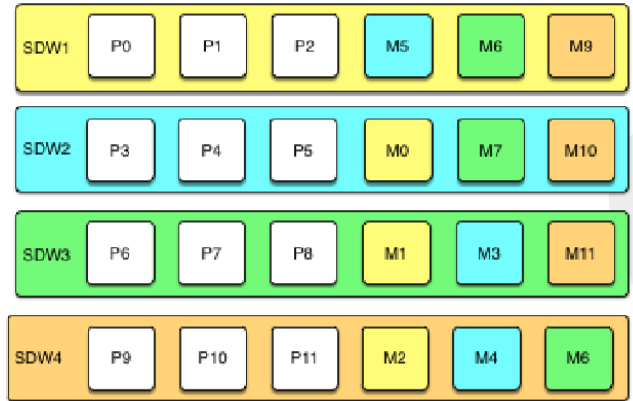 SDW1 P0 P1 P2 M5 M6 M9
SDW2 P3 P4 P5 M0 M7 M10
SDW3 P6 P7 P8 M1 M3 M11
SDW4 P9 P10 P11 M2 M4 M6